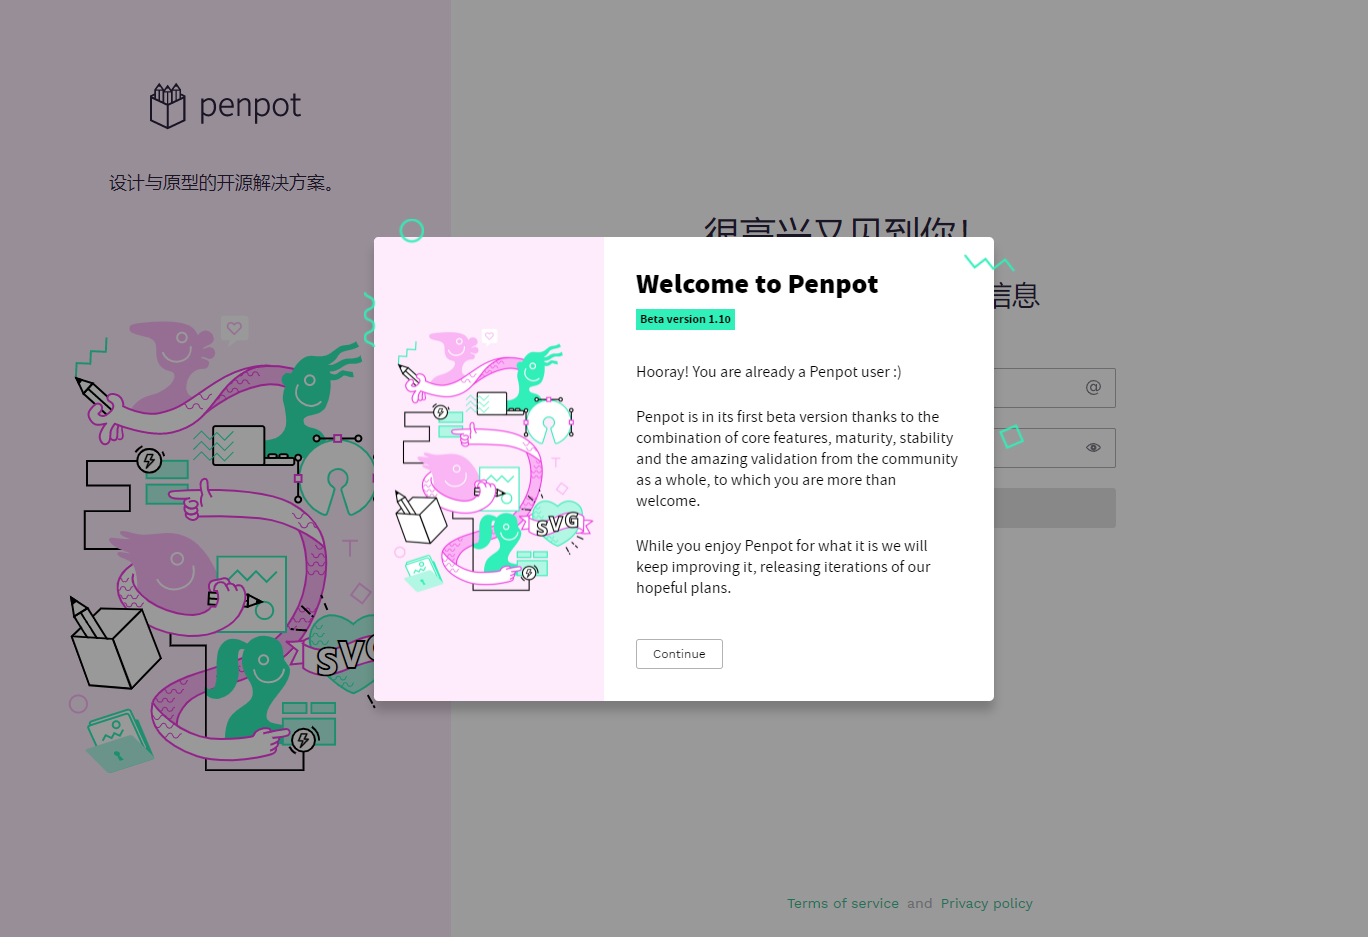 penpot
设计与原型的开源解决方案。
很高兴又见到你！
信息
@
SVG
Welcome to Penpot
Beta version 1.10
Hooray! You are already a Penpot user :)
Penpot is in its first beta version thanks to the
combination of core features, maturity, stability
and the amazing validation from the community
as a whole, to which you are more than
welcome.
While you enjoy Penpot for what it is we will
keep improving it, releasing iterations of our
hopeful plans.
SVG
Continue
Terms of service and Privacy policy